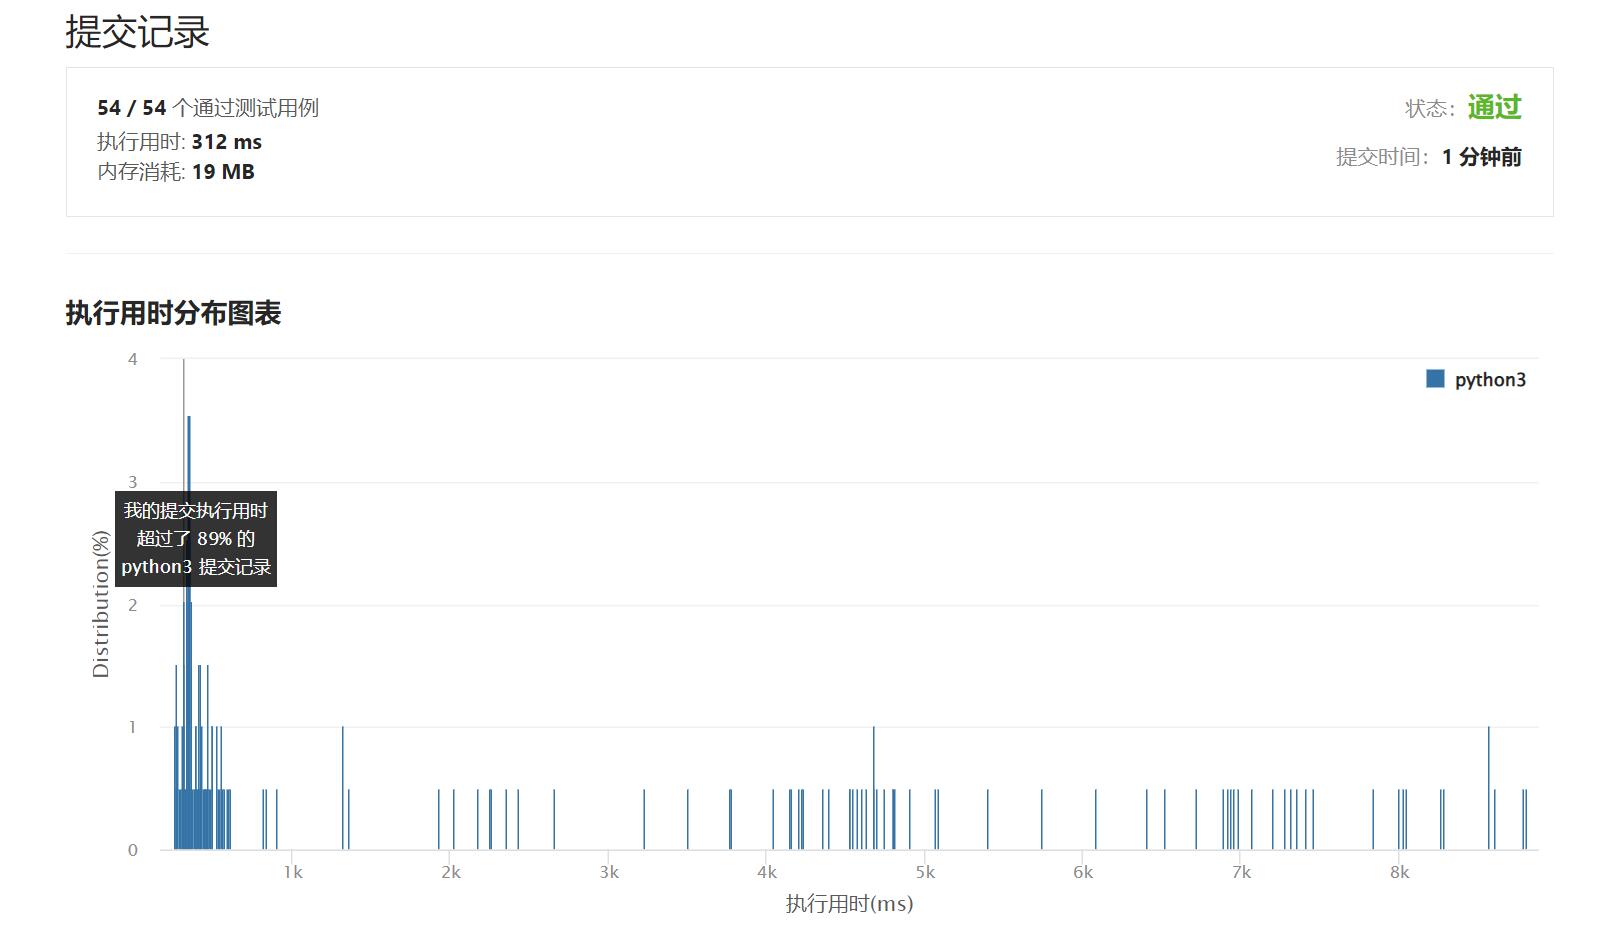 提交记录
54 / 54 个通过测试用例
状态：通过
执行用时: 312 ms
提交时间：1 分钟前
内存消耗: 19 MB
执行用时分布图表
4
python3
3
我的提交执行用时
超过了 89% 的
python3 提交记录
Distribution(%)
2
1
0
1k 2k 3k 4k 5k 6k 7k 8k
执行用时(ms)